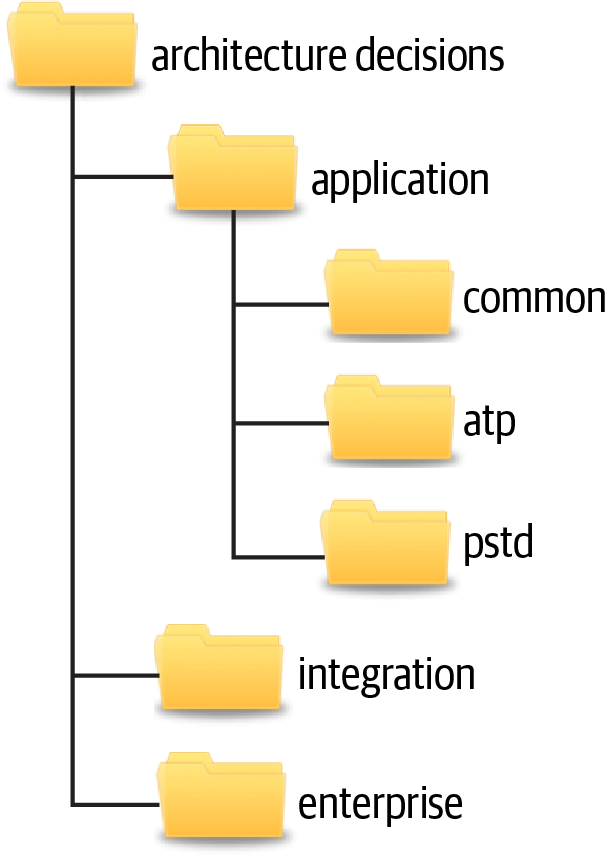 architecture decisions
application
common
atp
pstd
integration
enterprise